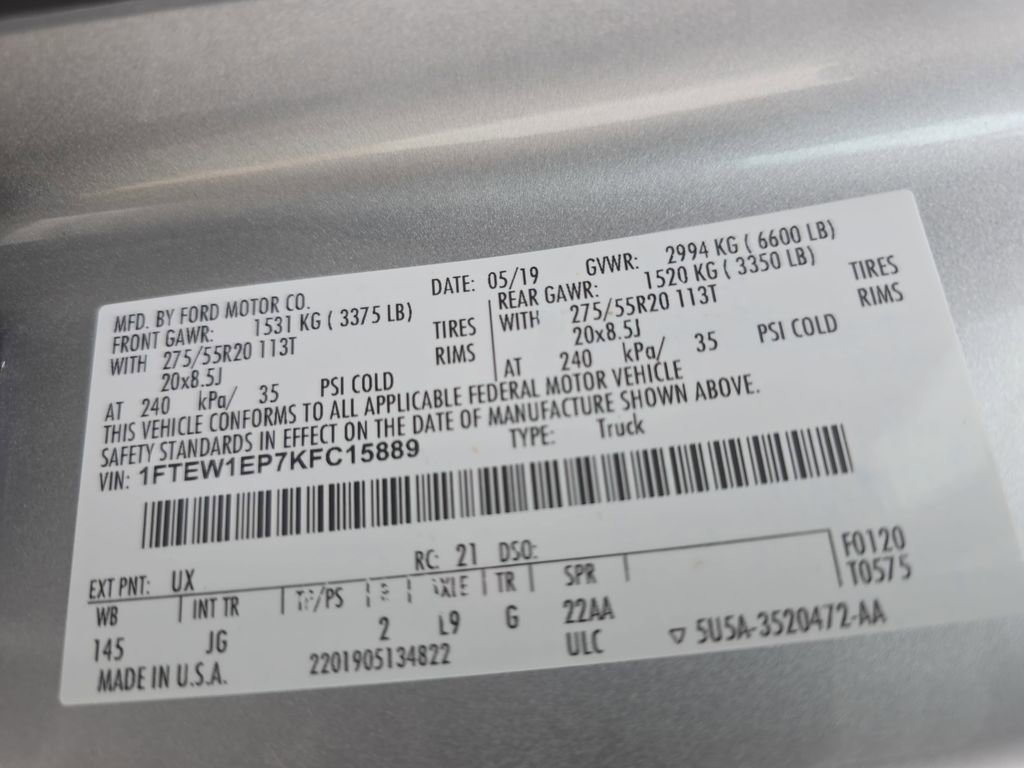 MFD. BY FORD MOTOR CO. DATE: 05/19 GVWR: 2994 KG ( 6600 LB)
FRONT GAWR: 1531 KG ( 3375 LB) REAR GAWR: 1520 KG ( 3350 LB)
WITH 275/55R20 113T TIRES WITH 275/55R20 113T TIRES
20x8.5J RIMS 20x8.5J RIMS
AT 240 kPa/ 35 PSI COLD AT 240 kPa/ 35 PSI COLD
THIS VEHICLE CONFORMS TO ALL APPLICABLE FEDERAL MOTOR VEHICLE
SAFETY STANDARDS IN EFFECT ON THE DATE OF MANUFACTURE SHOWN ABOVE.
VIN: 1FTEW1EP7KFC15889 TYPE: Truck
EXT PNT: UX RC: 21 DSO: F0120
WB INT TR TP/PS R AXLE TR SPR T0575
145 JG 2 L9 G 22AA
MADE IN U.S.A. 2201905134822 ULC ▽ 5U5A-3520472-AA